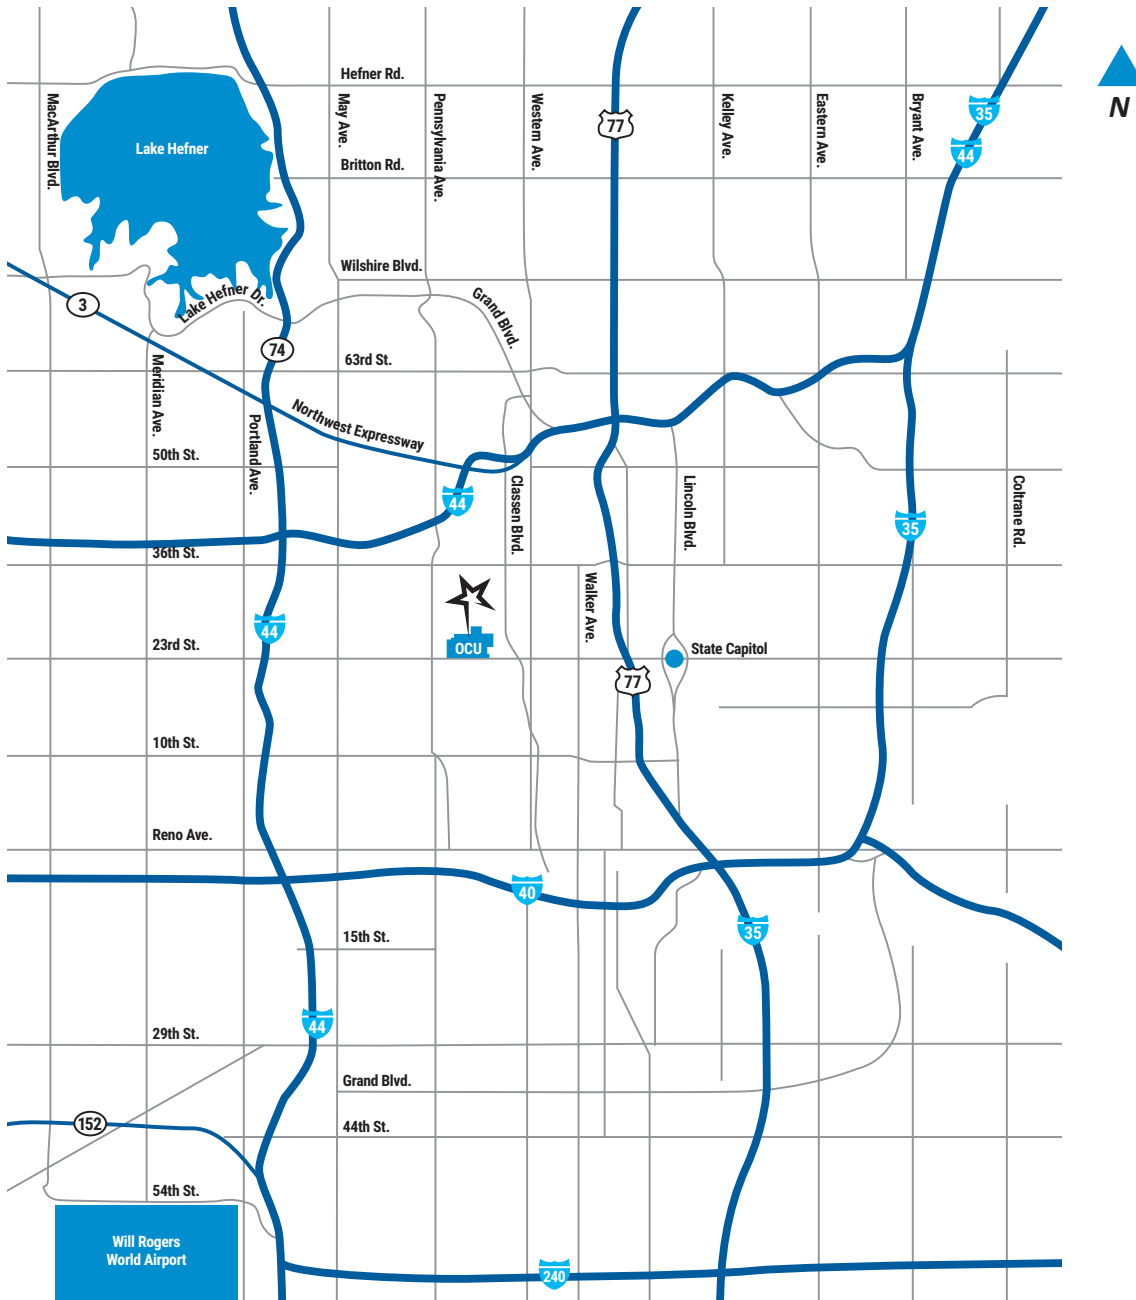 Hefner Rd.
MacArthur Blvd.
May Ave.
Pennsylvania Ave.
Western Ave.
77
Kelley Ave.
Eastern Ave.
Bryant Ave.
35
N
Lake Hefner
44
Britton Rd.
Wilshire Blvd.
3
Lake Hefner Dr.
Grand Blvd.
74
63rd St.
Meridian Ave.
Portland Ave.
Northwest Expressway
50th St.
44
Classen Blvd.
Lincoln Blvd.
Coltrane Rd.
35
36th St.
Walker Ave.
44
23rd St.
OCU
State Capitol
77
10th St.
Reno Ave.
40
15th St.
35
44
29th St.
Grand Blvd.
152
44th St.
54th St.
Will Rogers
World Airport
240